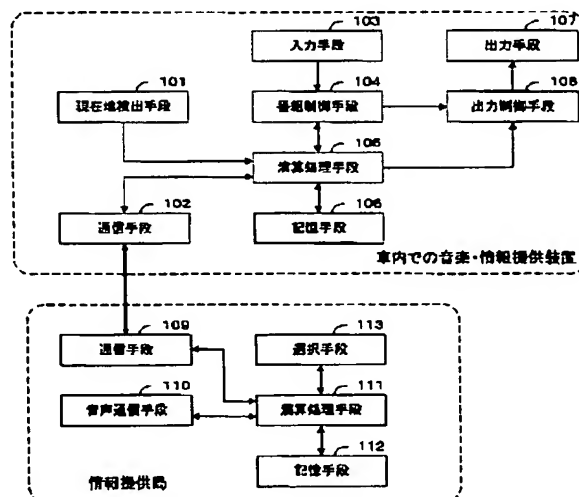 103
107
入力手段
出力手段
101
104
108
現在地検出手段
番組制御手段
出力制御手段
105
演算処理手段
102
106
通信手段
記憶手段
車内での音楽・情報提供装置
109
113
通信手段
選択手段
110
111
音声通信手段
演算処理手段
112
情報提供局
記憶手段